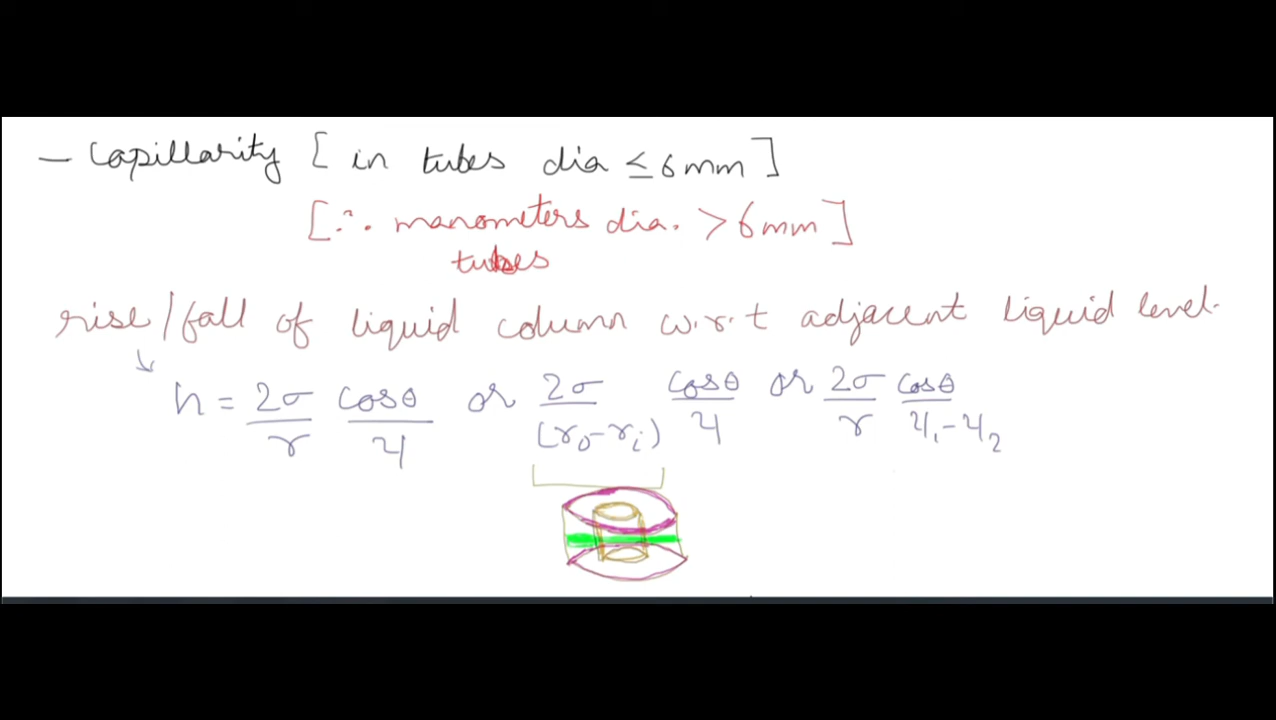 – Capillarity [ in tubes dia ≤ 6 mm ]
[ ∴ manometers dia. > 6 mm ]
tubes
rise/fall of liquid column w.r.t adjacent liquid level.
h = 2σ/r cosθ/γ or 2σ/(r₀-rᵢ) cosθ/γ or 2σ/r cosθ/γ₁-γ₂